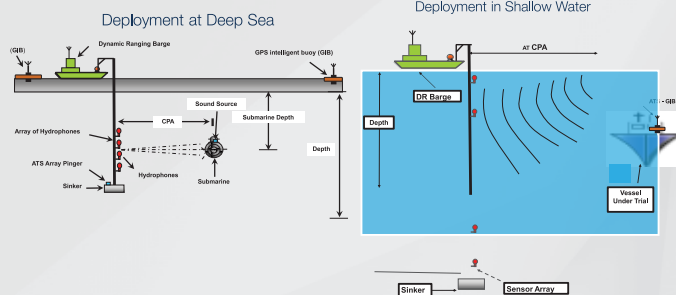 Deployment at Deep Sea
Dynamic Ranging Barge
(GIB)
GPS intelligent buoy (GIB)
Sound Source
CPA
Submarine Depth
Array of Hydrophones
Depth
ATS Array Pinger
Hydrophones
Submarine
Sinker
Deployment in Shallow Water
AT CPA
DR Barge
ATS - GIB
Depth
Vessel
Under Trial
Sinker
Sensor Array